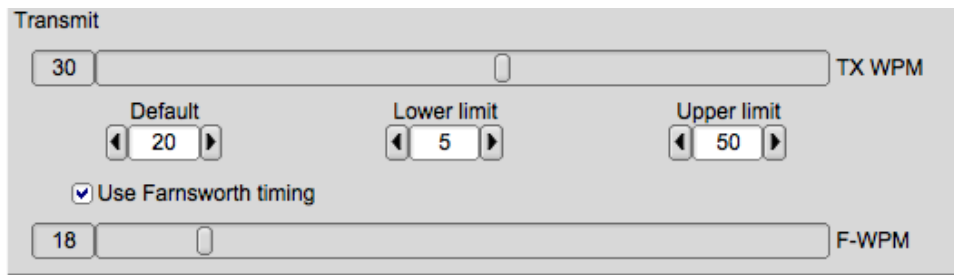 Transmit
30 TX WPM
Default Lower limit Upper limit
20 5 50
Use Farnsworth timing
18 F-WPM